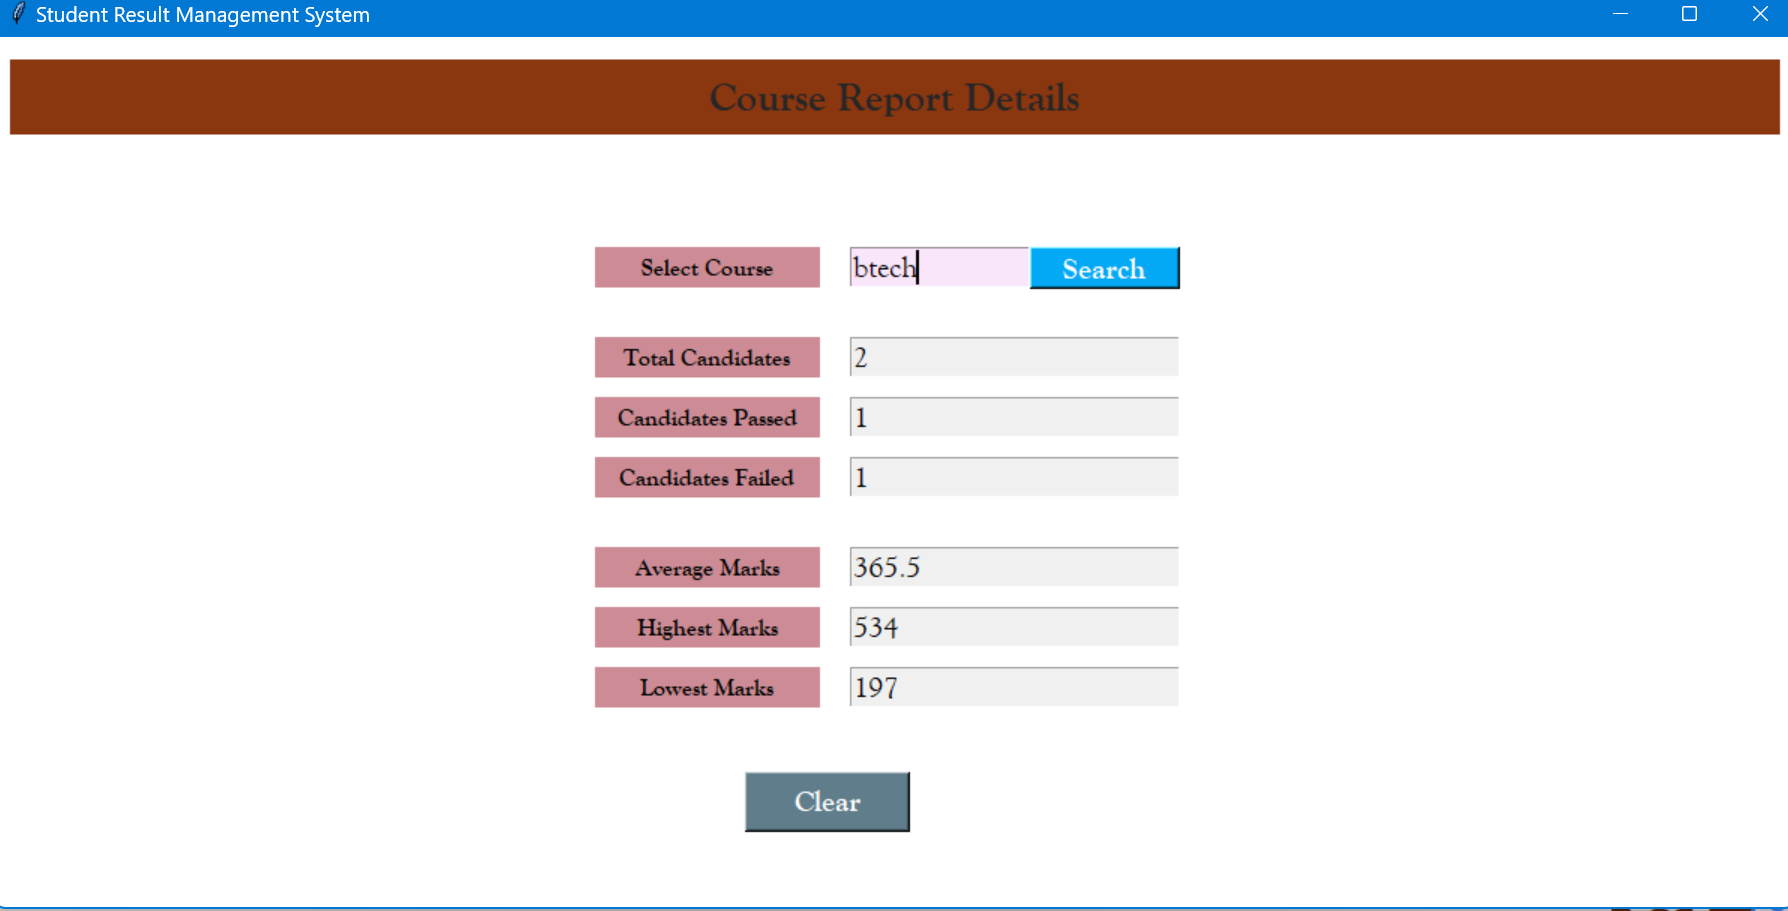 Student Result Management System
Course Report Details
Select Course btech Search
Total Candidates 2
Candidates Passed 1
Candidates Failed 1
Average Marks 365.5
Highest Marks 534
Lowest Marks 197
Clear